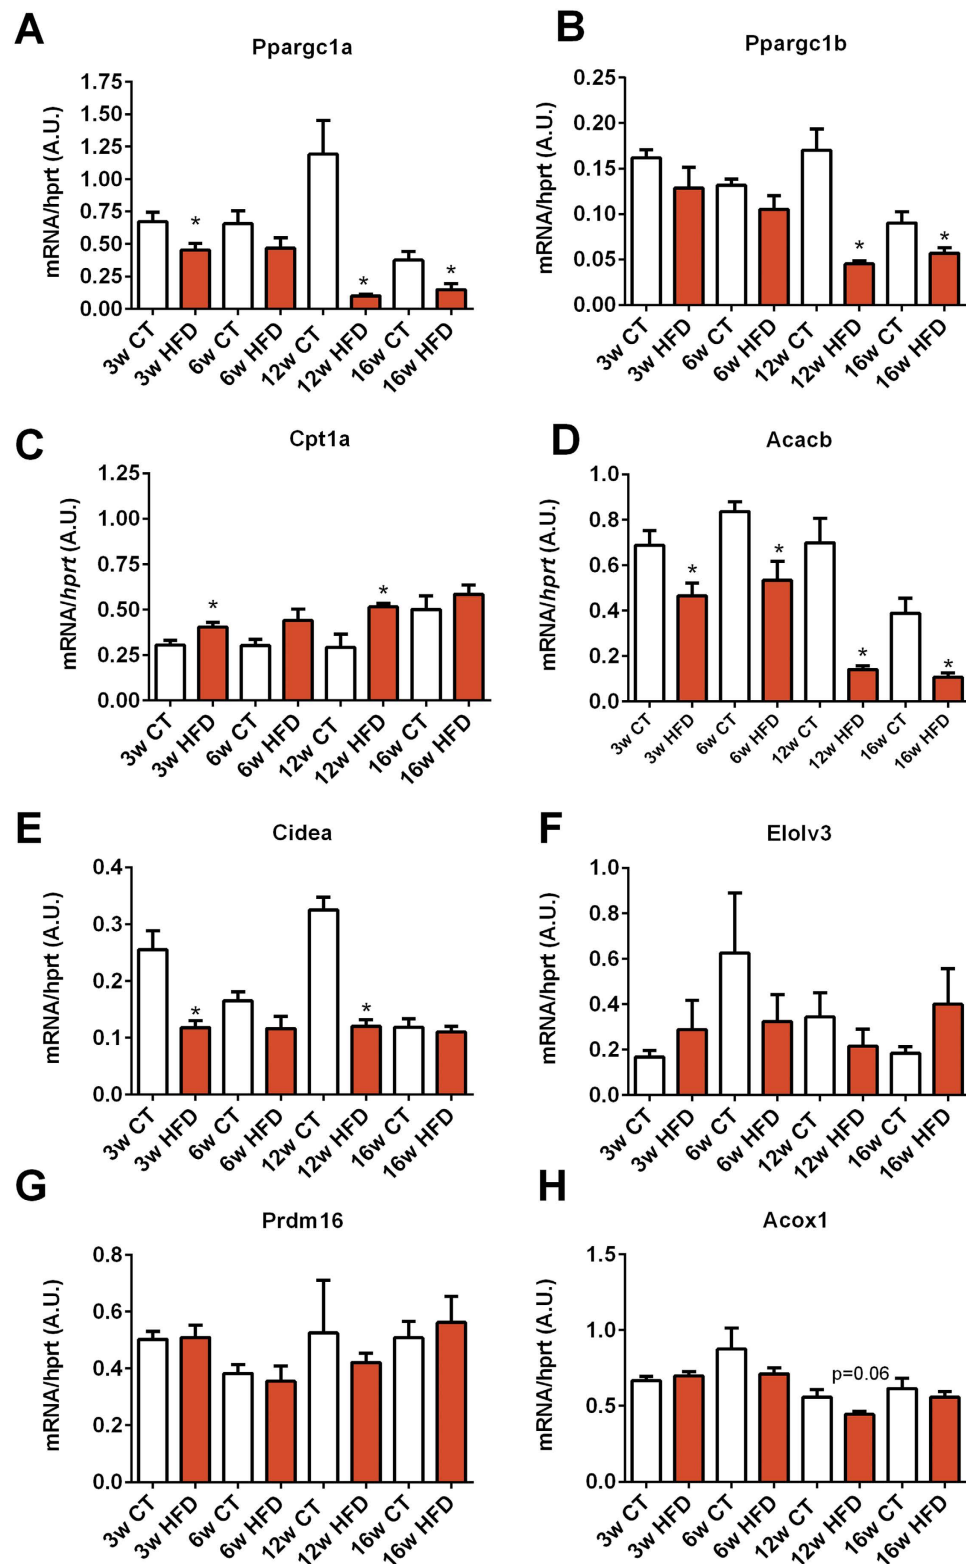 A
Ppargc1a
mRNA/hprt (A.U.)
1.75
1.50
1.25
1.00
0.75
0.50
0.25
0.00
*
*
*
3w CT
3w HFD
6w CT
6w HFD
12w CT
12w HFD
16w CT
16w HFD
B
Ppargc1b
mRNA/hprt (A.U.)
0.25
0.20
0.15
0.10
0.05
0.00
*
*
3w CT
3w HFD
6w CT
6w HFD
12w CT
12w HFD
16w CT
16w HFD
C
Cpt1a
mRNA/hprt (A.U.)
1.25
1.00
0.75
0.50
0.25
0.00
*
*
3w CT
3w HFD
6w CT
6w HFD
12w CT
12w HFD
16w CT
16w HFD
D
Acacb
mRNA/hprt (A.U.)
1.0
0.8
0.6
0.4
0.2
0.0
*
*
*
*
3w CT
3w HFD
6w CT
6w HFD
12w CT
12w HFD
16w CT
16w HFD
E
Cidea
mRNA/hprt (A.U.)
0.4
0.3
0.2
0.1
0.0
*
*
3w CT
3w HFD
6w CT
6w HFD
12w CT
12w HFD
16w CT
16w HFD
F
Elolv3
mRNA/hprt (A.U.)
1.0
0.8
0.6
0.4
0.2
0.0
3w CT
3w HFD
6w CT
6w HFD
12w CT
12w HFD
16w CT
16w HFD
G
Prdm16
mRNA/hprt (A.U.)
0.8
0.6
0.4
0.2
0.0
3w CT
3w HFD
6w CT
6w HFD
12w CT
12w HFD
16w CT
16w HFD
H
Acox1
mRNA/hprt (A.U.)
1.5
1.0
0.5
0.0
p=0.06
3w CT
3w HFD
6w CT
6w HFD
12w CT
12w HFD
16w CT
16w HFD